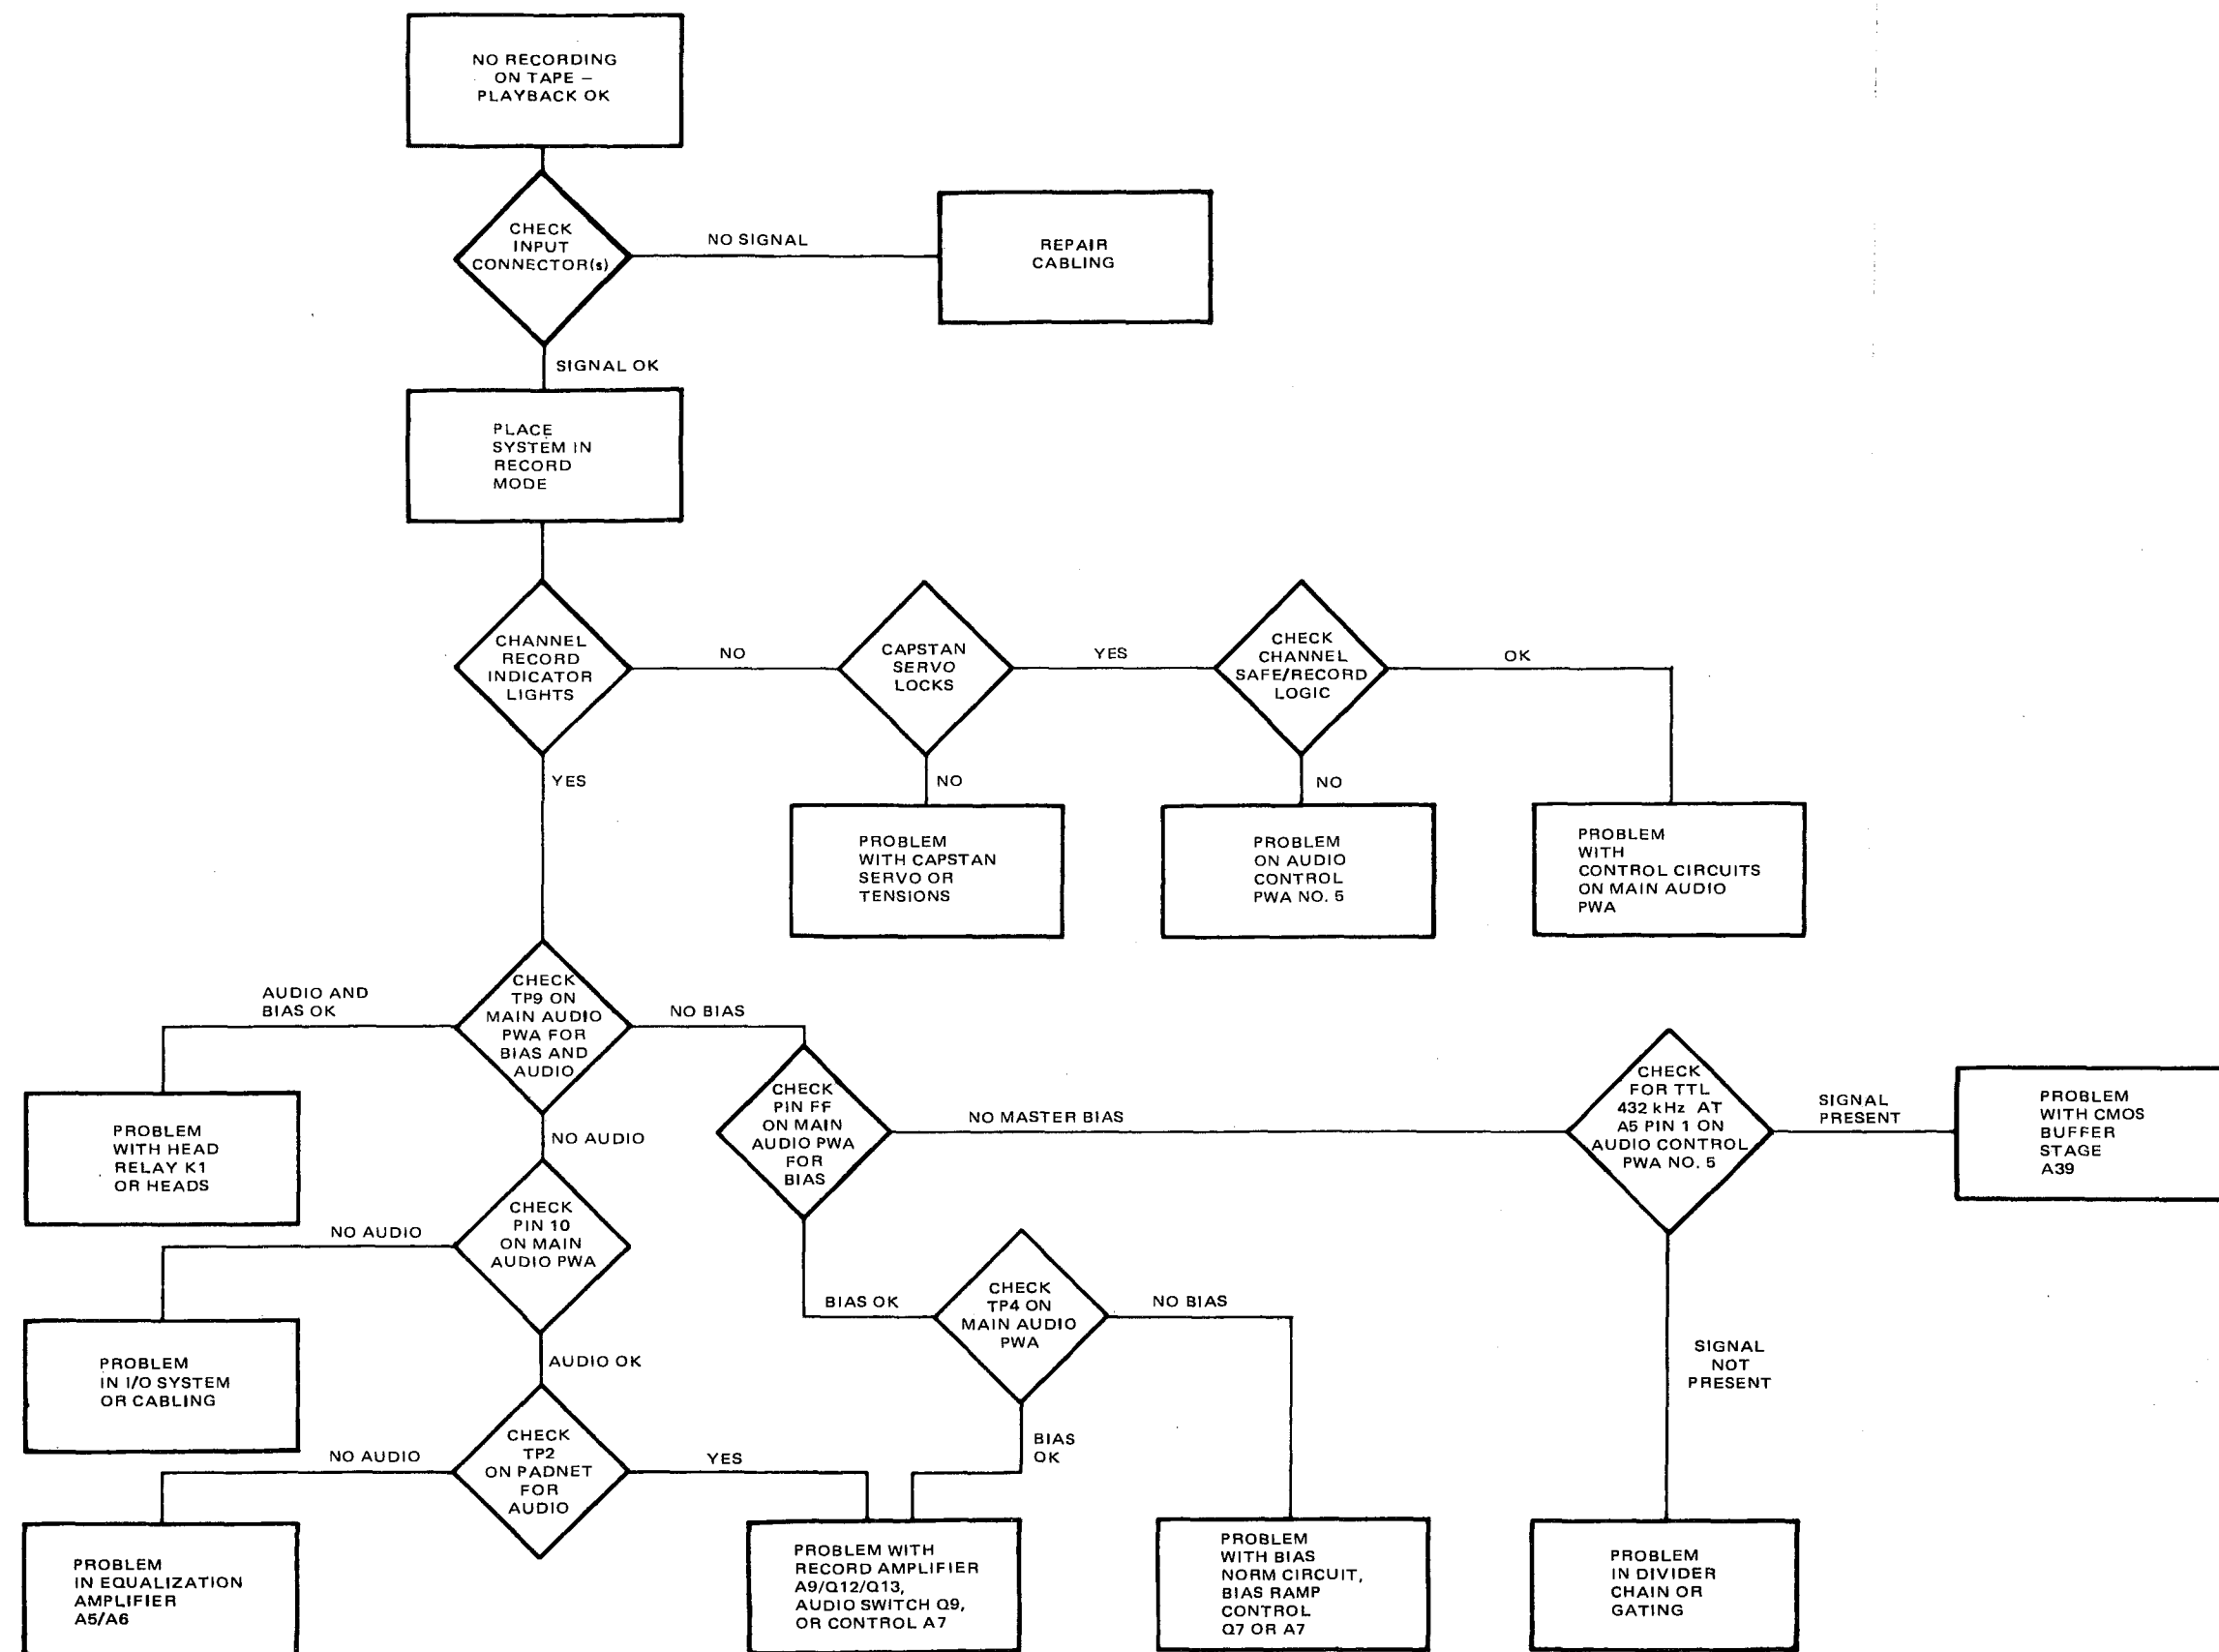 NO RECORDING
ON TAPE –
PLAYBACK OK
CHECK
INPUT
CONNECTOR(s)
NO SIGNAL
REPAIR
CABLING
SIGNAL OK
PLACE
SYSTEM IN
RECORD
MODE
CHANNEL
RECORD
INDICATOR
LIGHTS
NO
CAPSTAN
SERVO
LOCKS
YES
CHECK
CHANNEL
SAFE/RECORD
LOGIC
OK
YES
NO
NO
PROBLEM
WITH CAPSTAN
SERVO OR
TENSIONS
PROBLEM
ON AUDIO
CONTROL
PWA NO. 5
PROBLEM
WITH
CONTROL CIRCUITS
ON MAIN AUDIO
PWA
AUDIO AND
BIAS OK
CHECK
TP9 ON
MAIN AUDIO
PWA FOR
BIAS AND
AUDIO
NO BIAS
PROBLEM
WITH HEAD
RELAY K1
OR HEADS
NO AUDIO
CHECK
PIN FF
ON MAIN
AUDIO PWA
FOR
BIAS
NO MASTER BIAS
CHECK
FOR TTL
432 kHz AT
A5 PIN 1 ON
AUDIO CONTROL
PWA NO. 5
SIGNAL
PRESENT
PROBLEM
WITH CMOS
BUFFER
STAGE
A39
NO AUDIO
CHECK
PIN 10
ON MAIN
AUDIO PWA
BIAS OK
CHECK
TP4 ON
MAIN AUDIO
PWA
NO BIAS
SIGNAL
NOT
PRESENT
PROBLEM
IN I/O SYSTEM
OR CABLING
AUDIO OK
NO AUDIO
CHECK
TP2
ON PADNET
FOR
AUDIO
YES
BIAS
OK
PROBLEM
IN EQUALIZATION
AMPLIFIER
A5/A6
PROBLEM WITH
RECORD AMPLIFIER
A9/Q12/Q13,
AUDIO SWITCH Q9,
OR CONTROL A7
PROBLEM
WITH BIAS
NORM CIRCUIT,
BIAS RAMP
CONTROL
Q7 OR A7
PROBLEM
IN DIVIDER
CHAIN OR
GATING